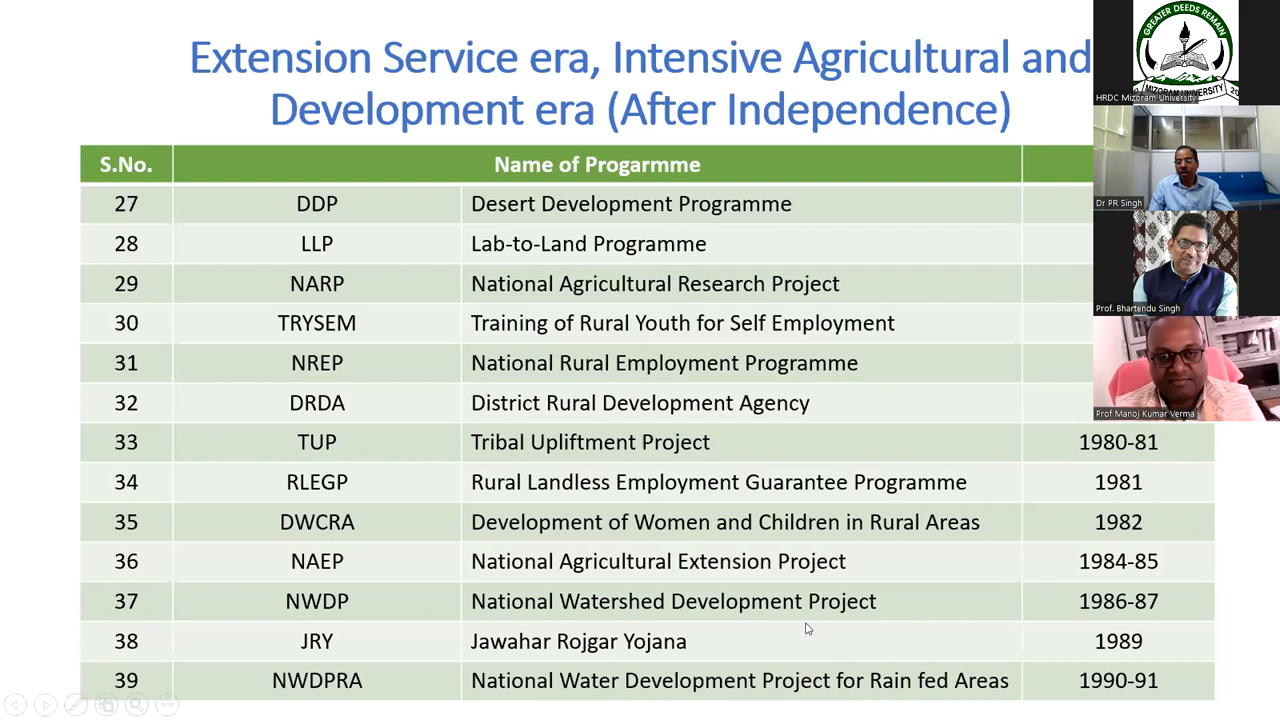 Extension Service era, Intensive Agricultural and
Development era (After Independence)
S.No. Name of Progarmme
27 DDP Desert Development Programme
28 LLP Lab-to-Land Programme
29 NARP National Agricultural Research Project
30 TRYSEM Training of Rural Youth for Self Employment
31 NREP National Rural Employment Programme
32 DRDA District Rural Development Agency
33 TUP Tribal Upliftment Project 1980-81
34 RLEGP Rural Landless Employment Guarantee Programme 1981
35 DWCRA Development of Women and Children in Rural Areas 1982
36 NAEP National Agricultural Extension Project 1984-85
37 NWDP National Watershed Development Project 1986-87
38 JRY Jawahar Rojgar Yojana 1989
39 NWDPRA National Water Development Project for Rain fed Areas 1990-91
GREATER DEEDS REMAIN
MIZORAM UNIVERSITY
HRDC Mizoram University
Dr PR Singh
Prof. Bhartendu Singh
Prof Manoj Kumar Verma